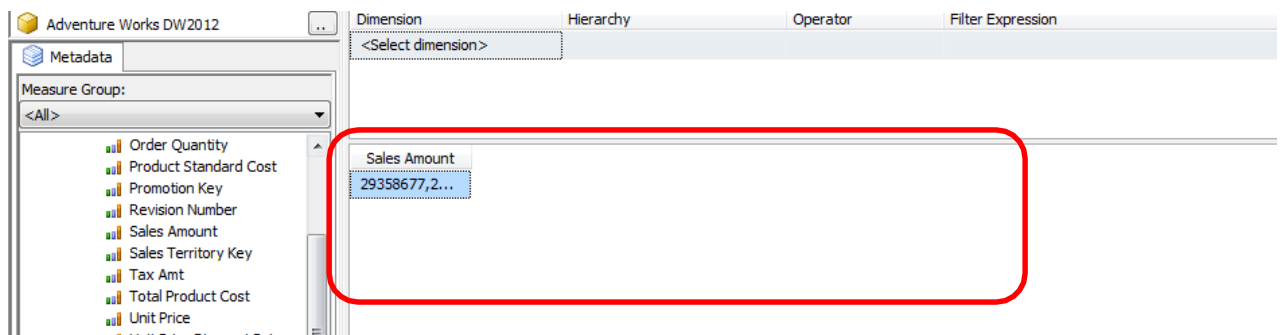 Adventure Works DW2012 ..
Metadata
Measure Group:
<All>
Order Quantity
Product Standard Cost
Promotion Key
Revision Number
Sales Amount
Sales Territory Key
Tax Amt
Total Product Cost
Unit Price
Dimension Hierarchy Operator Filter Expression
<Select dimension>
Sales Amount
29358677,2...